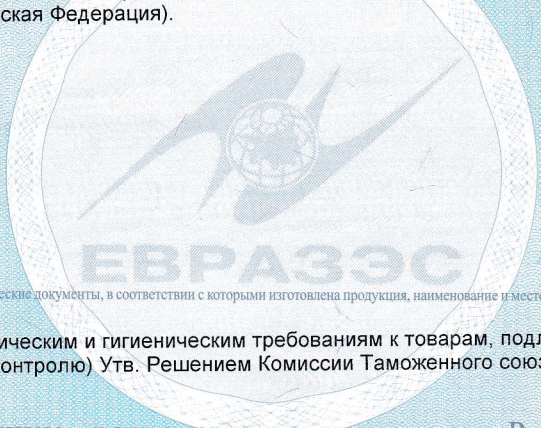 ская Федерация).
ЕВРАЗЭС
еские документы, в соответствии с которыми изготовлена продукция, наименование и место
ическим и гигиеническим требованиям к товарам, подл
онтролю) Утв. Решением Комиссии Таможенного союз